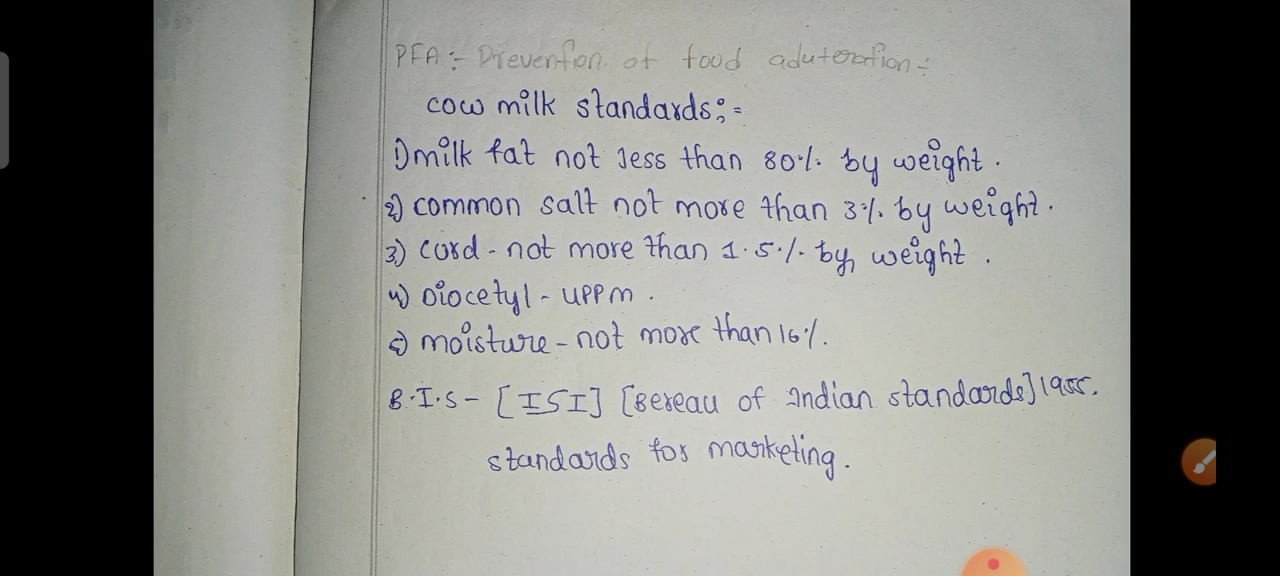 PFA :- Prevention of food aduteration :-
cow milk standards; =
1) milk fat not less than 80% by weight.
2) common salt not more than 3% by weight.
3) curd - not more than 1.5% by, weight.
4) Diocetyl - 4PPm.
5) moisture - not more than 16%.
B.I.S - [ISI] [Bereau of Indian standards] 1955.
standards for marketing.